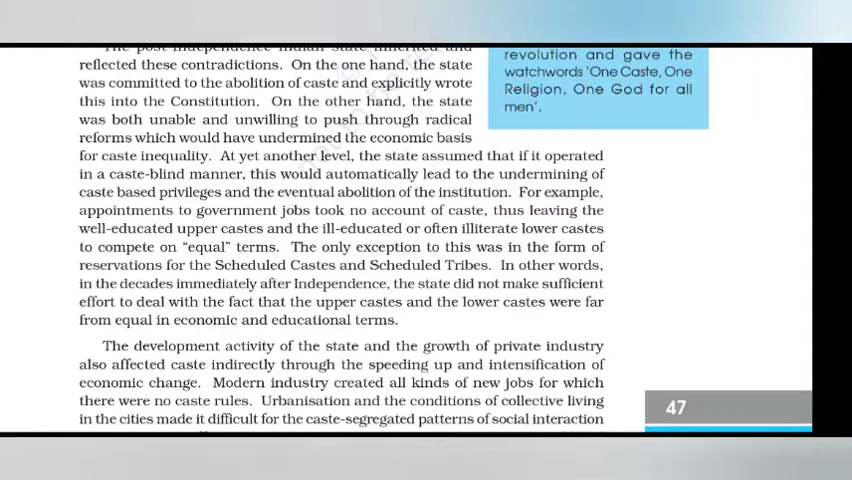 The post-independence Indian state inherited and
reflected these contradictions. On the one hand, the state
was committed to the abolition of caste and explicitly wrote
this into the Constitution. On the other hand, the state
was both unable and unwilling to push through radical
reforms which would have undermined the economic basis
for caste inequality. At yet another level, the state assumed that if it operated
in a caste-blind manner, this would automatically lead to the undermining of
caste based privileges and the eventual abolition of the institution. For example,
appointments to government jobs took no account of caste, thus leaving the
well-educated upper castes and the ill-educated or often illiterate lower castes
to compete on “equal” terms. The only exception to this was in the form of
reservations for the Scheduled Castes and Scheduled Tribes. In other words,
in the decades immediately after Independence, the state did not make sufficient
effort to deal with the fact that the upper castes and the lower castes were far
from equal in economic and educational terms.
The development activity of the state and the growth of private industry
also affected caste indirectly through the speeding up and intensification of
economic change. Modern industry created all kinds of new jobs for which
there were no caste rules. Urbanisation and the conditions of collective living
in the cities made it difficult for the caste-segregated patterns of social interaction
revolution and gave the
watchwords ‘One Caste, One
Religion, One God for all
men’.
47